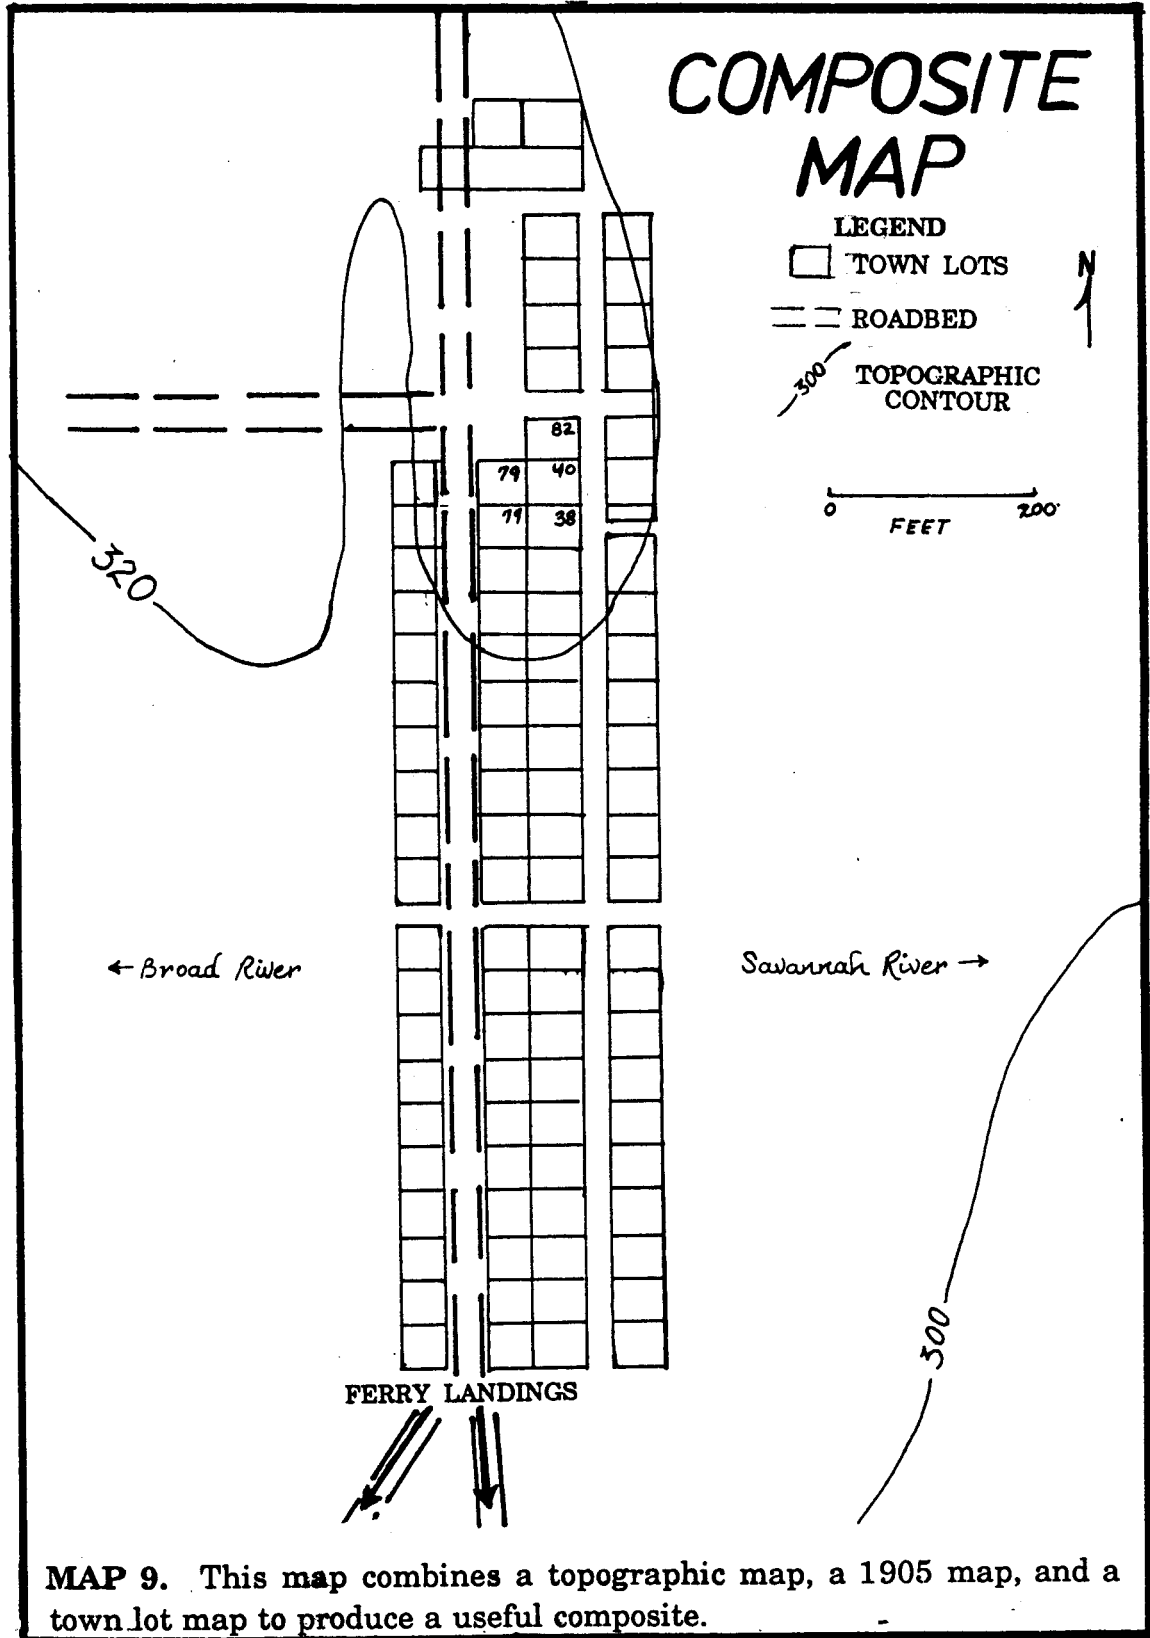 COMPOSITE
MAP
LEGEND
TOWN LOTS
N
ROADBED
300
TOPOGRAPHIC
CONTOUR
0 200'
FEET
82
79 40
79 38
320
← Broad River
Savannah River →
300
FERRY LANDINGS
MAP 9. This map combines a topographic map, a 1905 map, and a
town lot map to produce a useful composite.